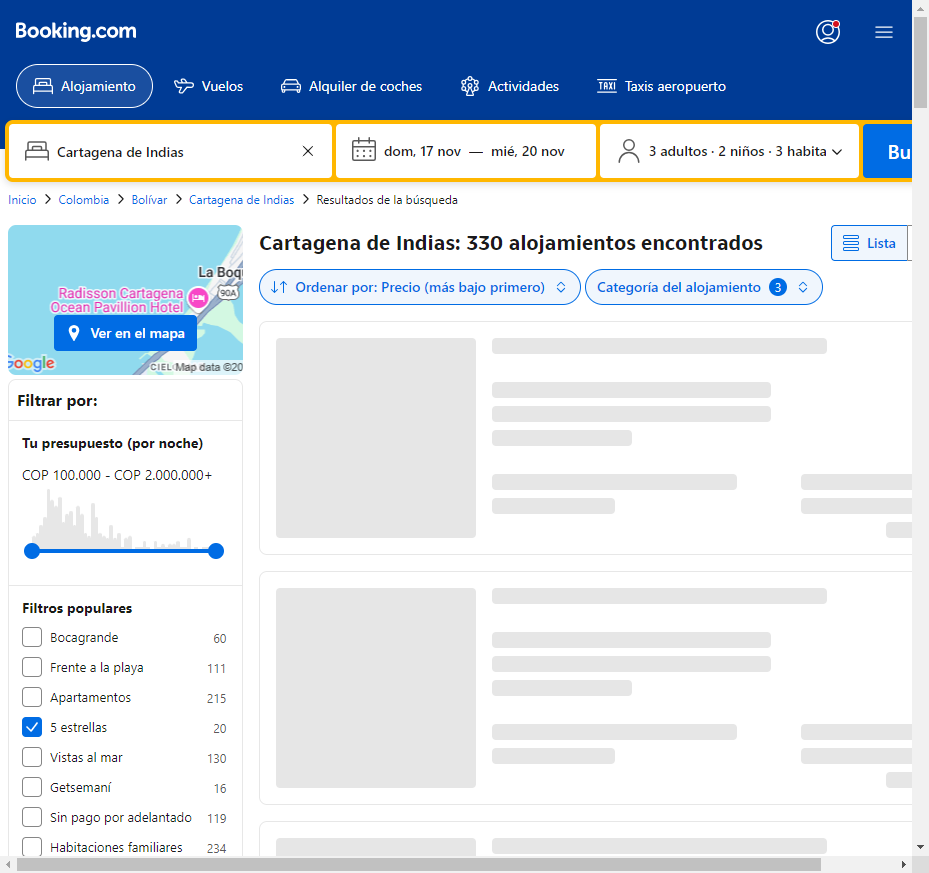 Booking.com
Alojamiento
Vuelos
Alquiler de coches
Actividades
TAXI Taxis aeropuerto
Cartagena de Indias
dom, 17 nov — mié, 20 nov
3 adultos · 2 niños · 3 habita
Bu
Inicio > Colombia > Bolívar > Cartagena de Indias > Resultados de la búsqueda
La Boqu
90A
Radisson Cartagena
Ocean Pavillion Hotel
Ver en el mapa
Google
CIEL Map data ©20
Cartagena de Indias: 330 alojamientos encontrados
Lista
Ordenar por: Precio (más bajo primero)
Categoría del alojamiento 3
Filtrar por:
Tu presupuesto (por noche)
COP 100.000 - COP 2.000.000+
Filtros populares
Bocagrande 60
Frente a la playa 111
Apartamentos 215
5 estrellas 20
Vistas al mar 130
Getsemaní 16
Sin pago por adelantado 119
Habitaciones familiares 234